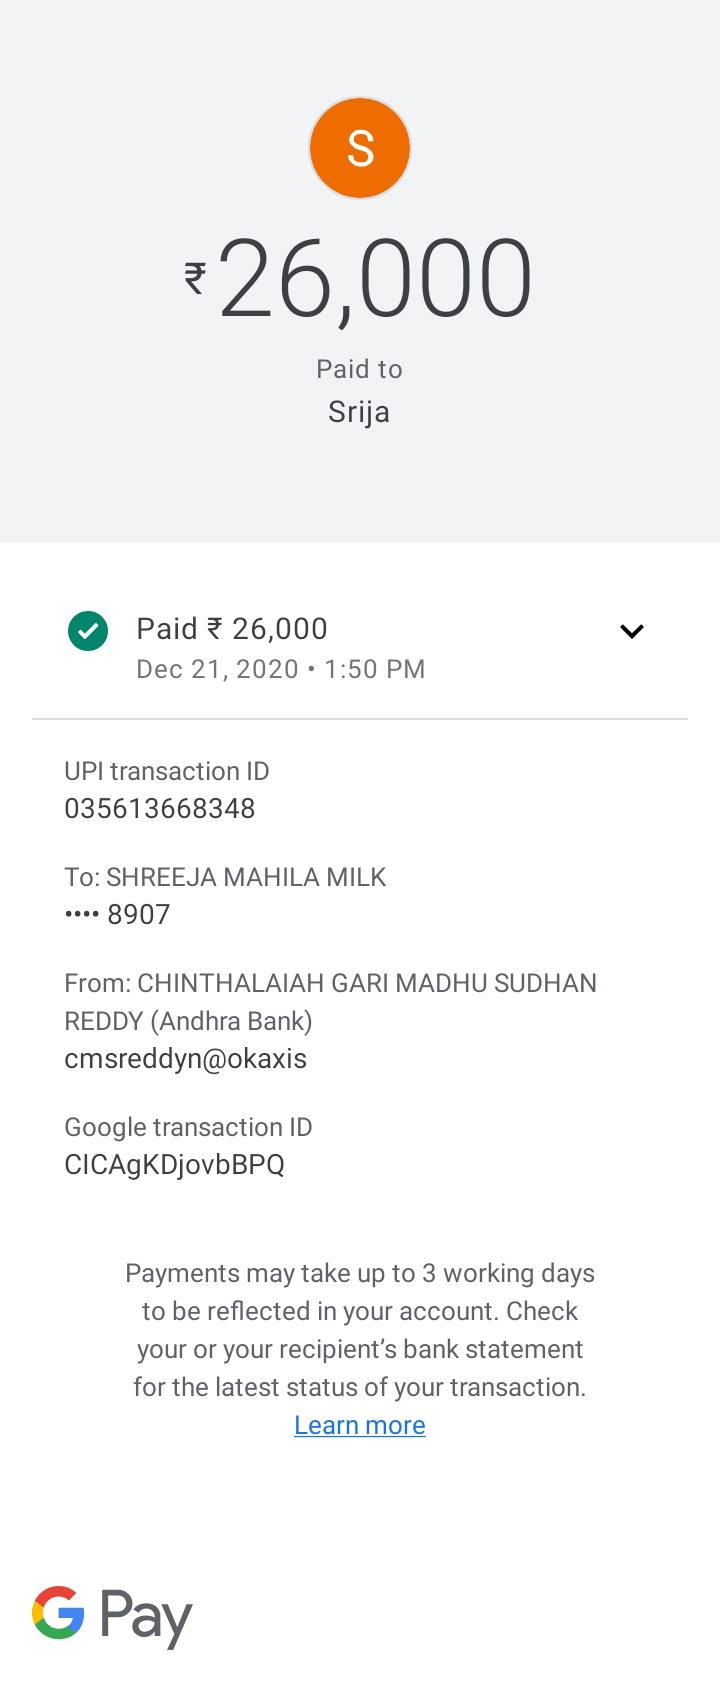 S
₹26,000
Paid to
Srija
Paid ₹ 26,000
Dec 21, 2020 • 1:50 PM
UPI transaction ID
035613668348
To: SHREEJA MAHILA MILK
•••• 8907
From: CHINTHALAIAH GARI MADHU SUDHAN
REDDY (Andhra Bank)
cmsreddyn@okaxis
Google transaction ID
CICAgKDjovbBPQ
Payments may take up to 3 working days
to be reflected in your account. Check
your or your recipient’s bank statement
for the latest status of your transaction.
Learn more
G Pay